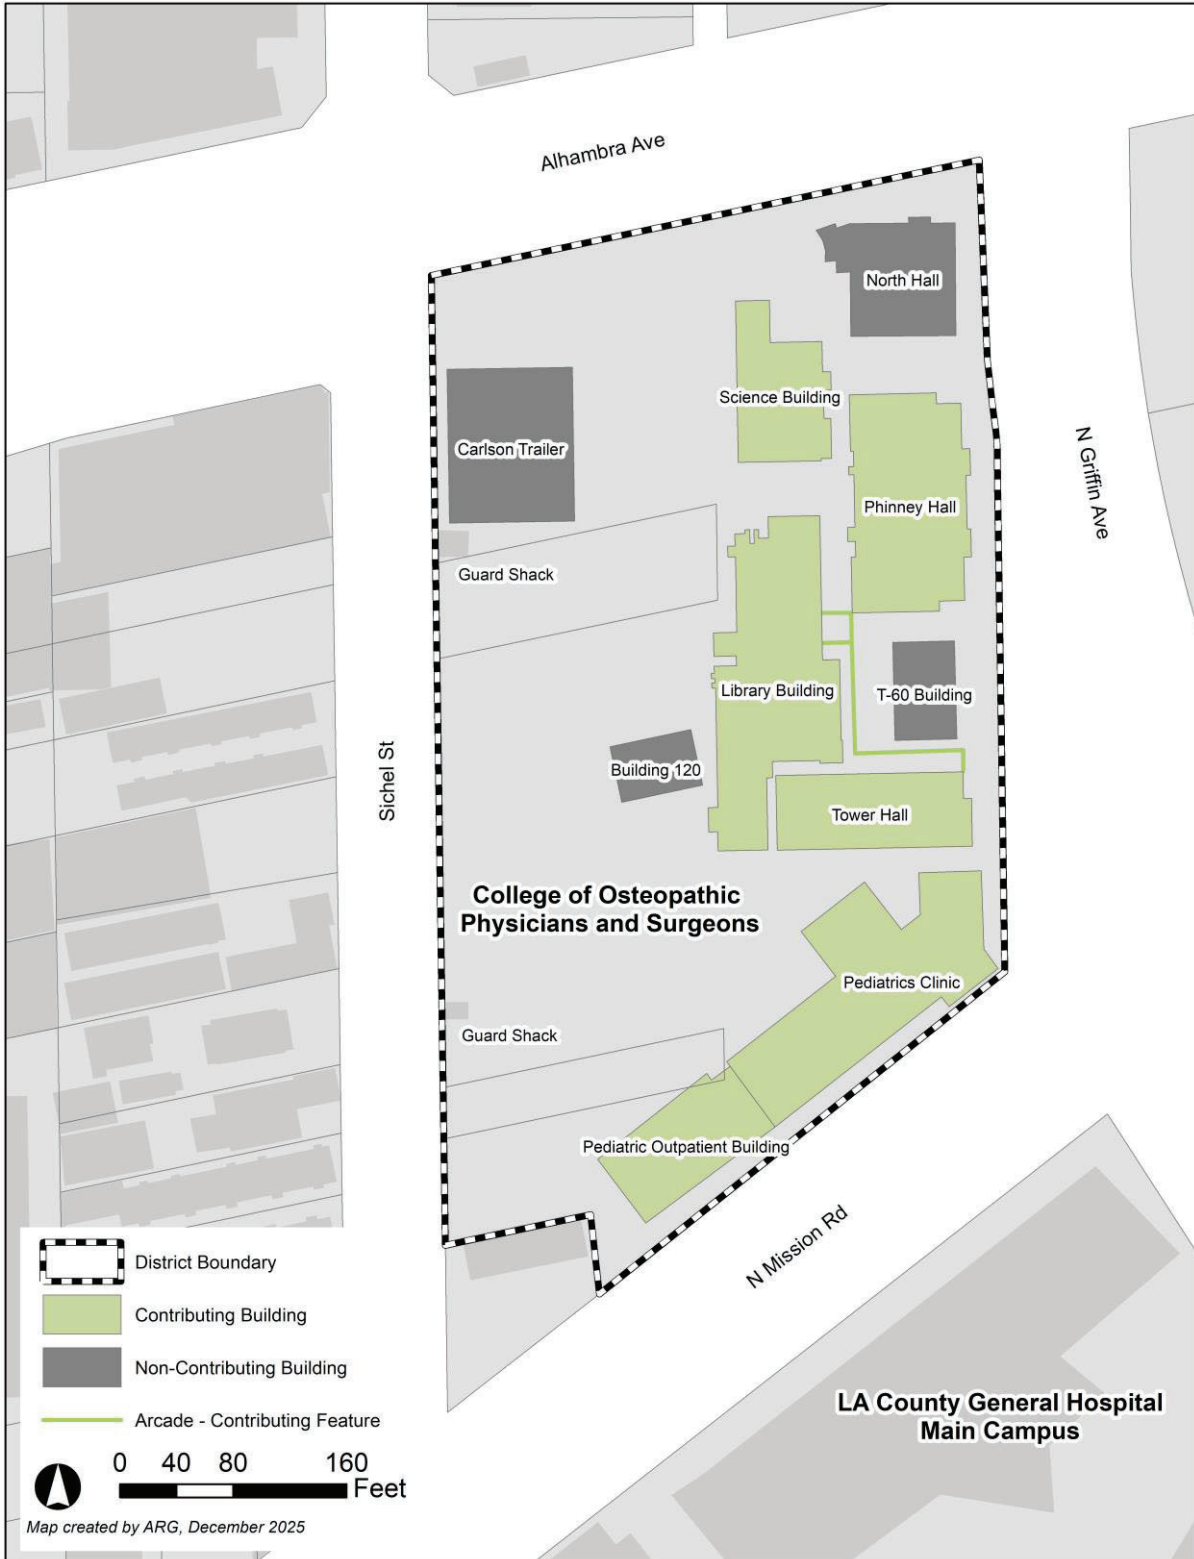 Alhambra Ave
North Hall
Science Building
Carlson Trailer
N Griffin Ave
Phinney Hall
Guard Shack
Library Building
T-60 Building
Sichel St
Building 120
Tower Hall
College of Osteopathic
Physicians and Surgeons
Pediatrics Clinic
Guard Shack
Pediatric Outpatient Building
N Mission Rd
District Boundary
Contributing Building
Non-Contributing Building
Arcade - Contributing Feature
LA County General Hospital
Main Campus
0 40 80 160
Feet
Map created by ARG, December 2025